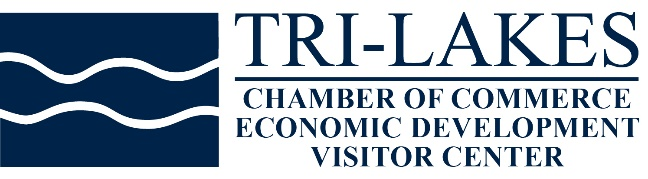 TRI-LAKES
CHAMBER OF COMMERCE
ECONOMIC DEVELOPMENT
VISITOR CENTER